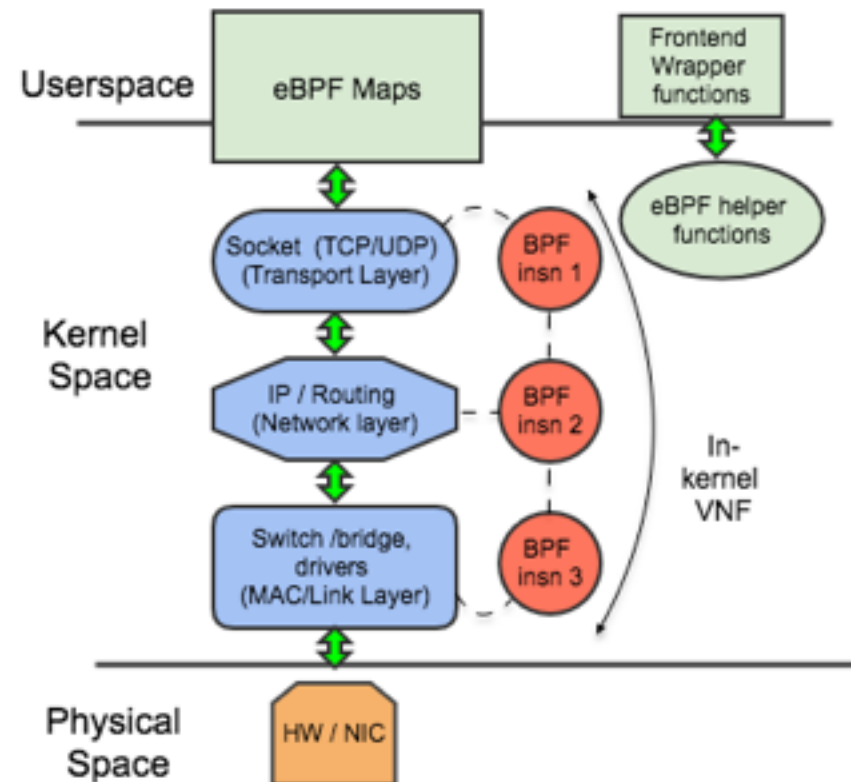 Userspace
eBPF Maps
Frontend
Wrapper
functions
eBPF helper
functions
Socket (TCP/UDP)
(Transport Layer)
BPF
insn 1
Kernel
Space
IP / Routing
(Network layer)
BPF
insn 2
In-
kernel
VNF
Switch /bridge,
drivers
(MAC/Link Layer)
BPF
insn 3
Physical
Space
HW / NIC